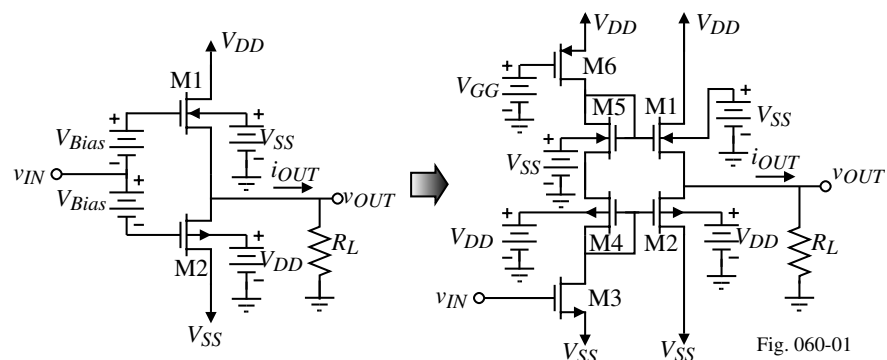 VDD
M1
VBias
VSS
vIN
iOUT
vOUT
VBias
M2
VDD
RL
VSS
VDD
VDD
M6
VGG
M5
M1
VSS
VSS
iOUT
vOUT
M4
M2
VDD
VDD
RL
vIN
M3
VSS
VSS
Fig. 060-01
+
-
+
-
+
-
+
-
+
-
+
-
+
-
+
-
+
-